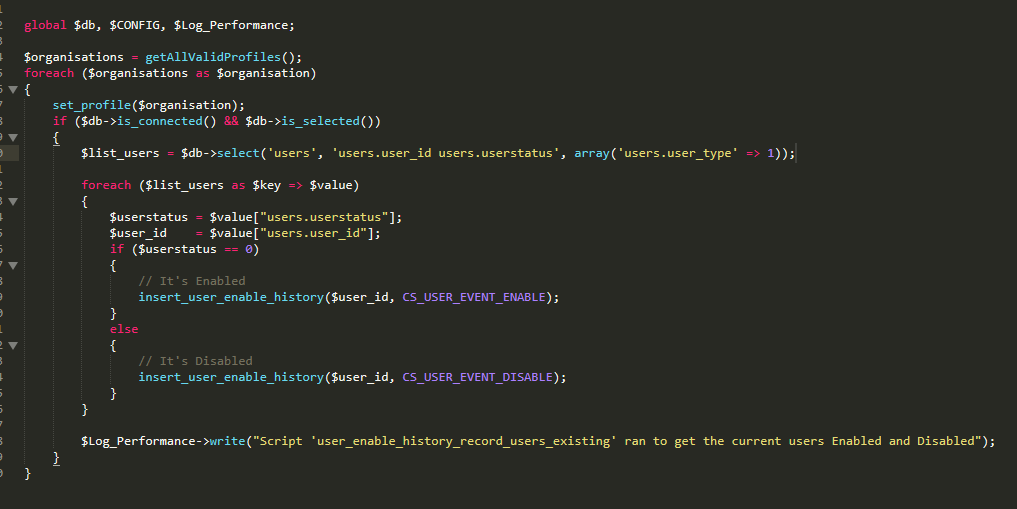 global $db, $CONFIG, $Log_Performance;
$organisations = getAllValidProfiles();
foreach ($organisations as $organisation)
{
set_profile($organisation);
if ($db->is_connected() && $db->is_selected())
{
$list_users = $db->select('users', 'users.user_id users.userstatus', array('users.user_type' => 1));
foreach ($list_users as $key => $value)
{
$userstatus = $value["users.userstatus"];
$user_id    = $value["users.user_id"];
if ($userstatus == 0)
{
// It's Enabled
insert_user_enable_history($user_id, CS_USER_EVENT_ENABLE);
}
else
{
// It's Disabled
insert_user_enable_history($user_id, CS_USER_EVENT_DISABLE);
}
}
$Log_Performance->write("Script 'user_enable_history_record_users_existing' ran to get the current users Enabled and Disabled");
}
}